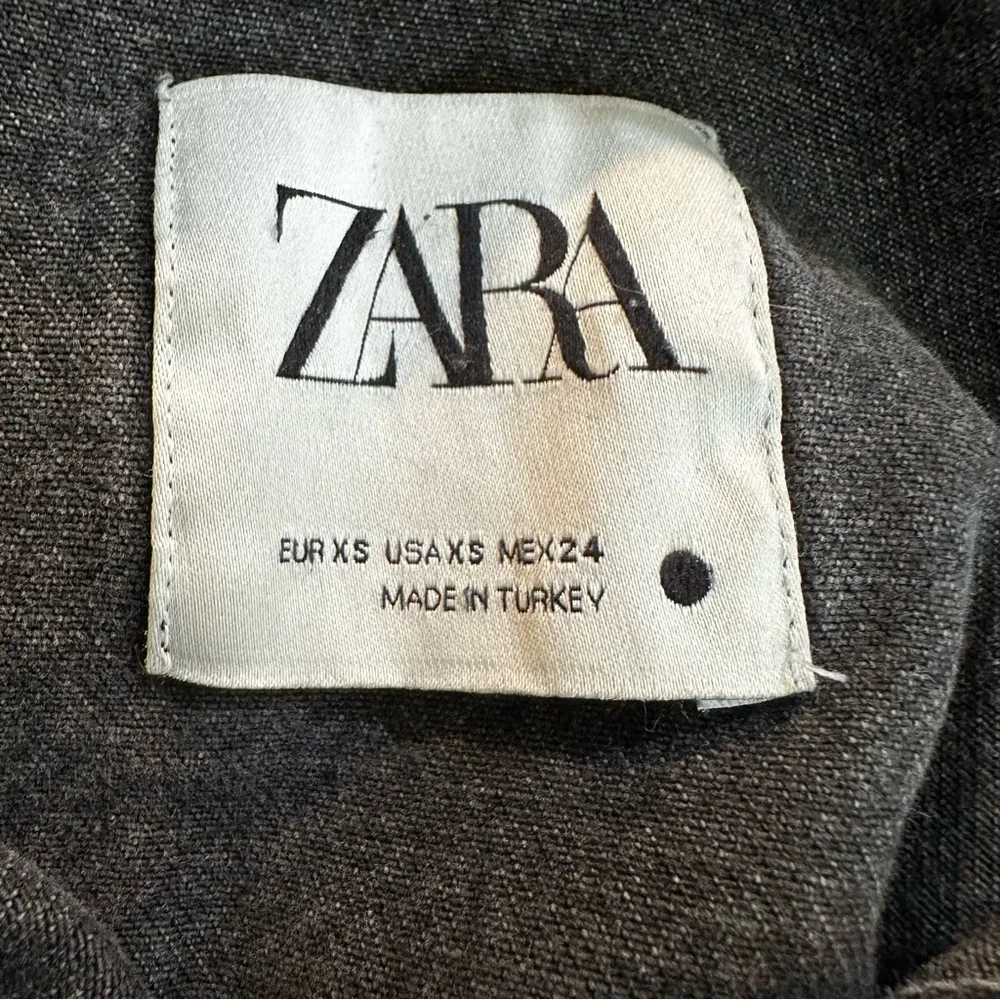 ZARA
EUR XS USA XS MEX 24
MADE IN TURKEY